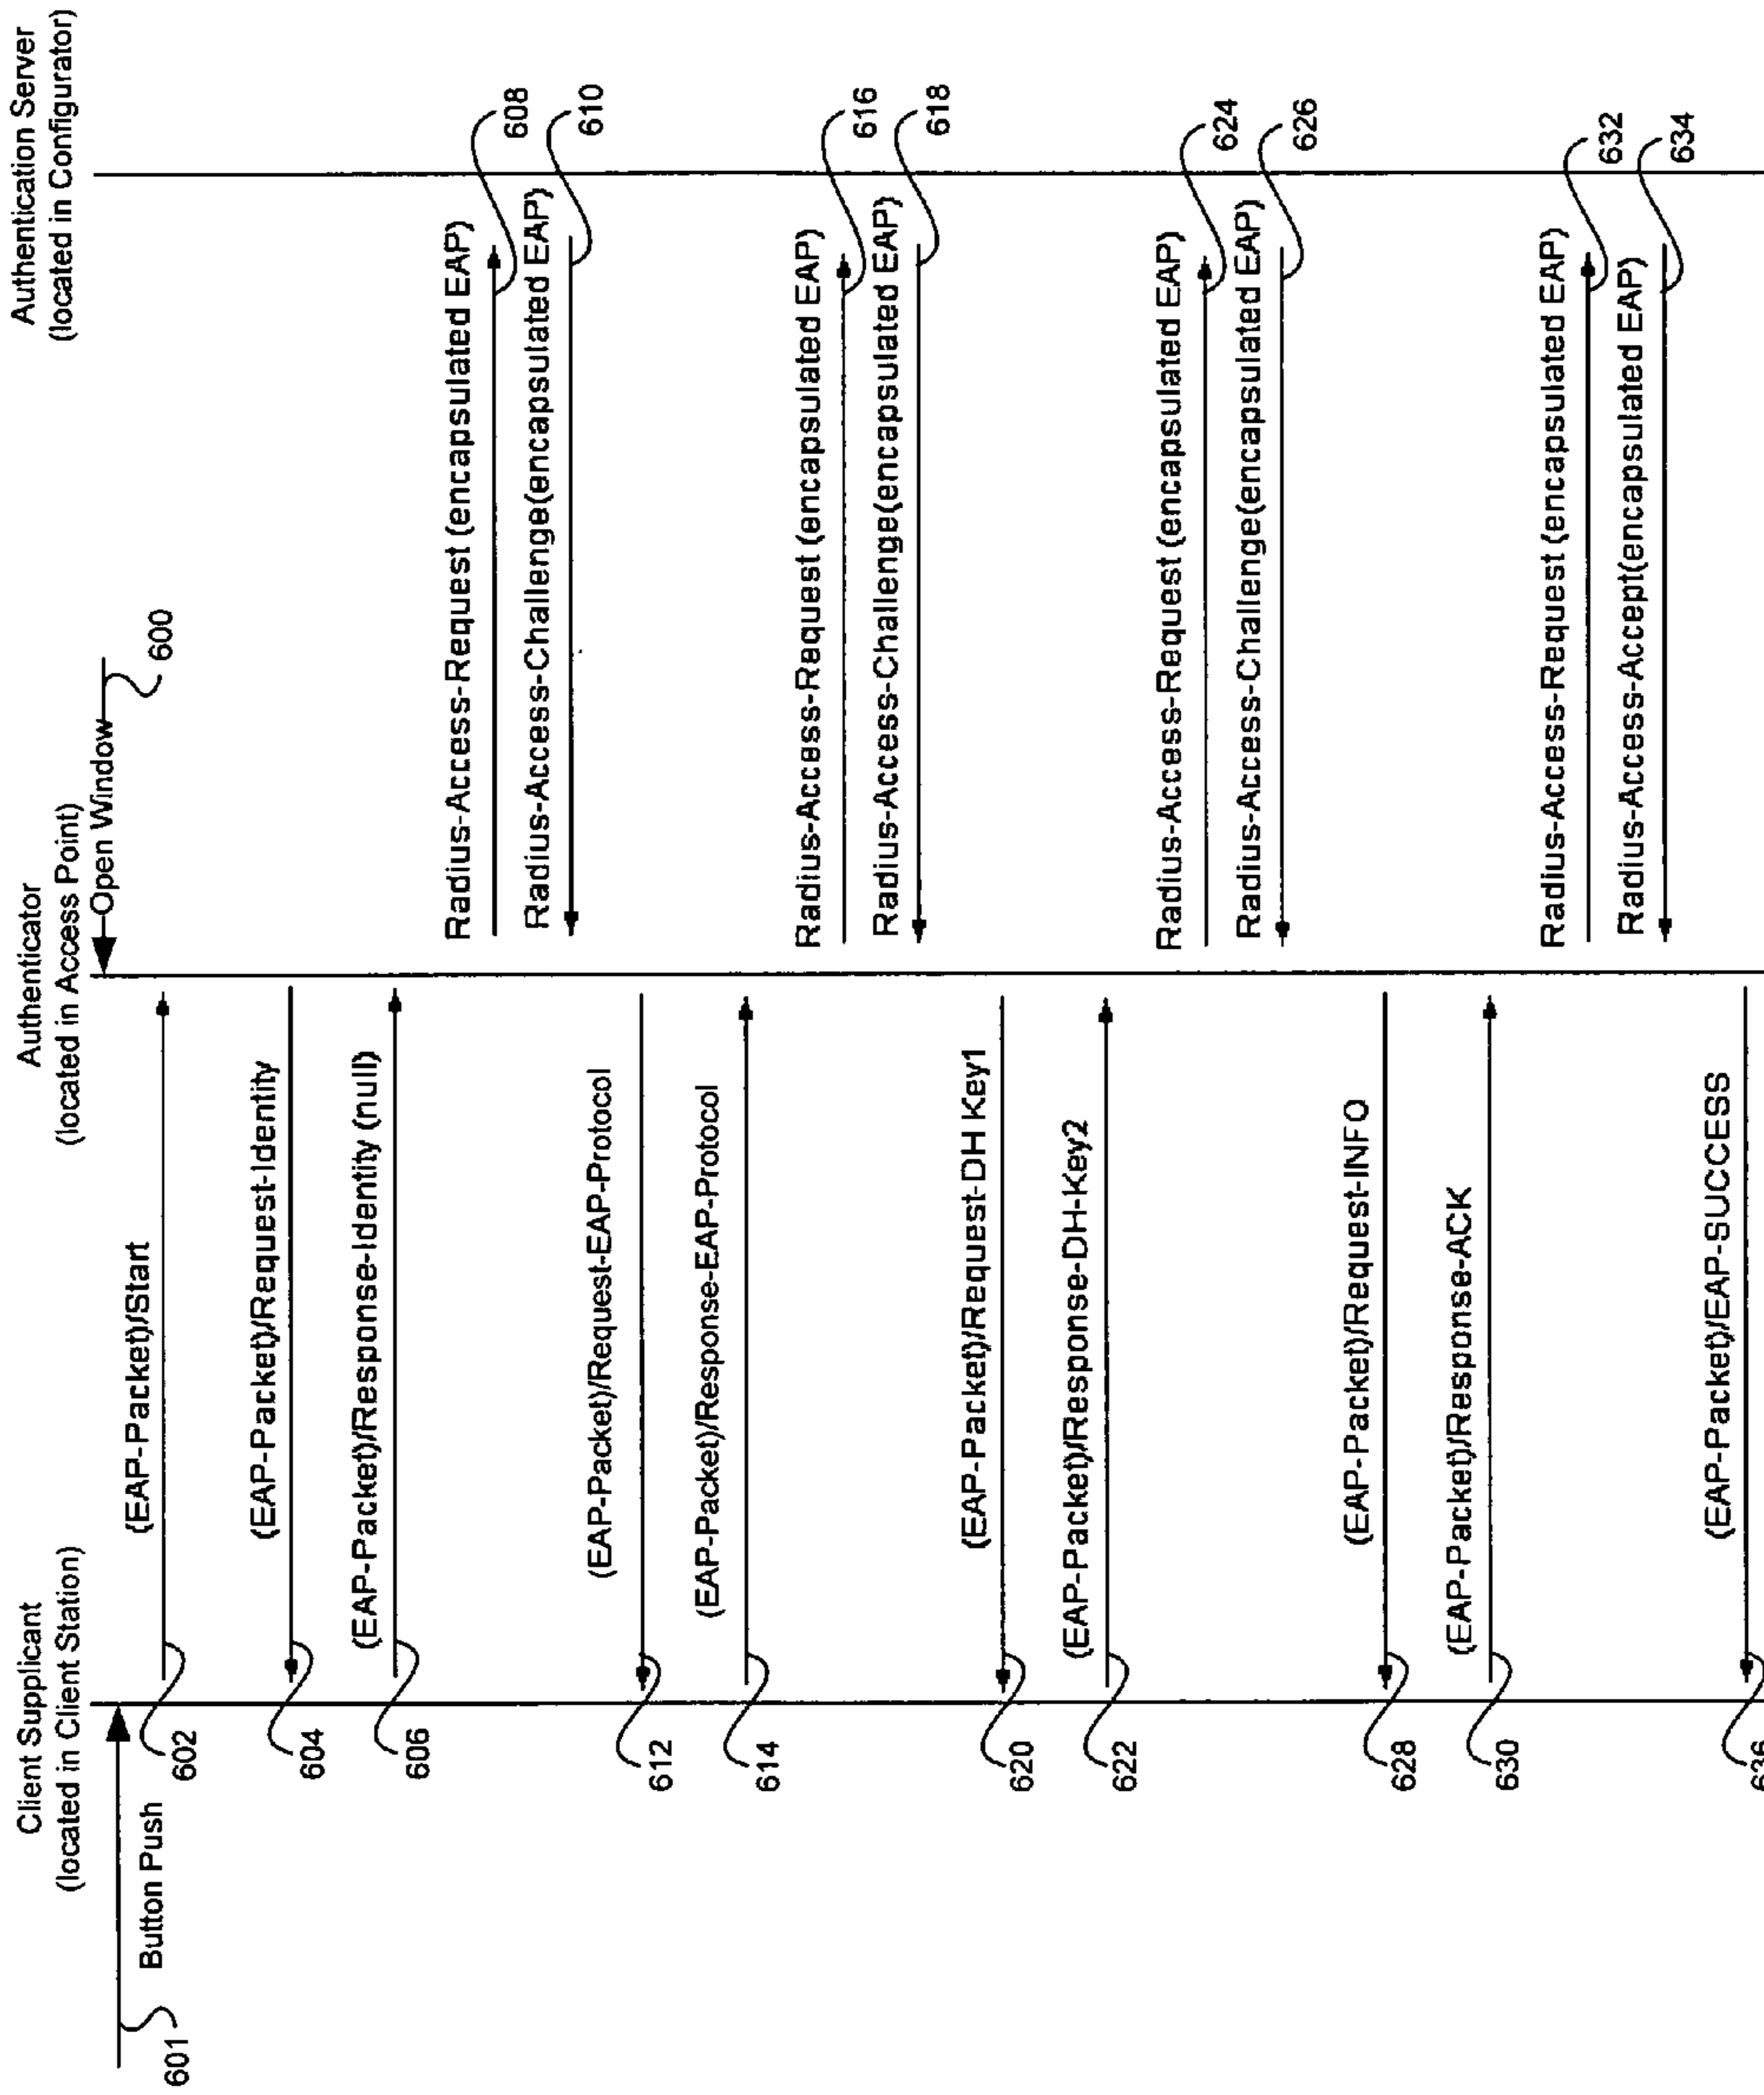 Client Supplicant
(located in Client Station)
Authenticator
(located in Access Point)
Authentication Server
(located in Configurator)
Open Window
600
601
Button Push
(EAP-Packet)/Start
602
(EAP-Packet)/Request-Identity
604
(EAP-Packet)/Response-Identity (null)
606
Radius-Access-Request (encapsulated EAP)
608
Radius-Access-Challenge(encapsulated EAP)
610
(EAP-Packet)/Request-EAP-Protocol
612
(EAP-Packet)/Response-EAP-Protocol
614
Radius-Access-Request (encapsulated EAP)
616
Radius-Access-Challenge(encapsulated EAP)
618
(EAP-Packet)/Request-DH Key1
620
(EAP-Packet)/Response-DH-Key2
622
Radius-Access-Request (encapsulated EAP)
624
Radius-Access-Challenge(encapsulated EAP)
626
(EAP-Packet)/Request-INFO
628
(EAP-Packet)/Response-ACK
630
Radius-Access-Request (encapsulated EAP)
632
Radius-Access-Accept(encapsulated EAP)
634
(EAP-Packet)/EAP-SUCCESS
636